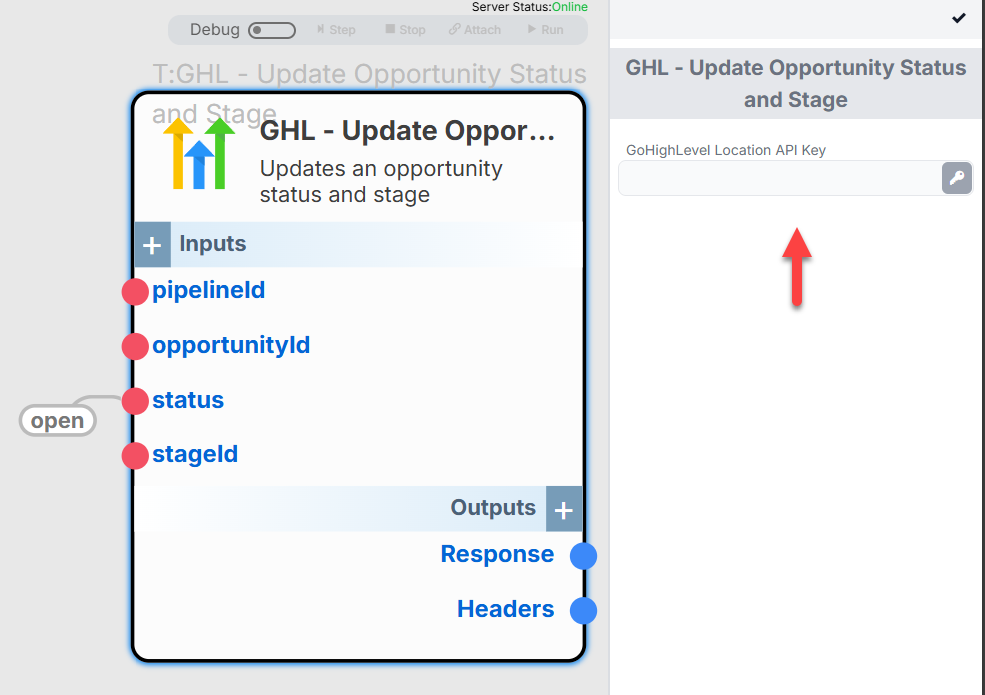 Server Status:Online
Debug
Step
Stop
Attach
Run
T:GHL - Update Opportunity Status
and Stage
GHL - Update Oppor...
Updates an opportunity
status and stage
Inputs
pipelineId
opportunityId
status
open
stageId
Outputs
Response
Headers
GHL - Update Opportunity Status
and Stage
GoHighLevel Location API Key